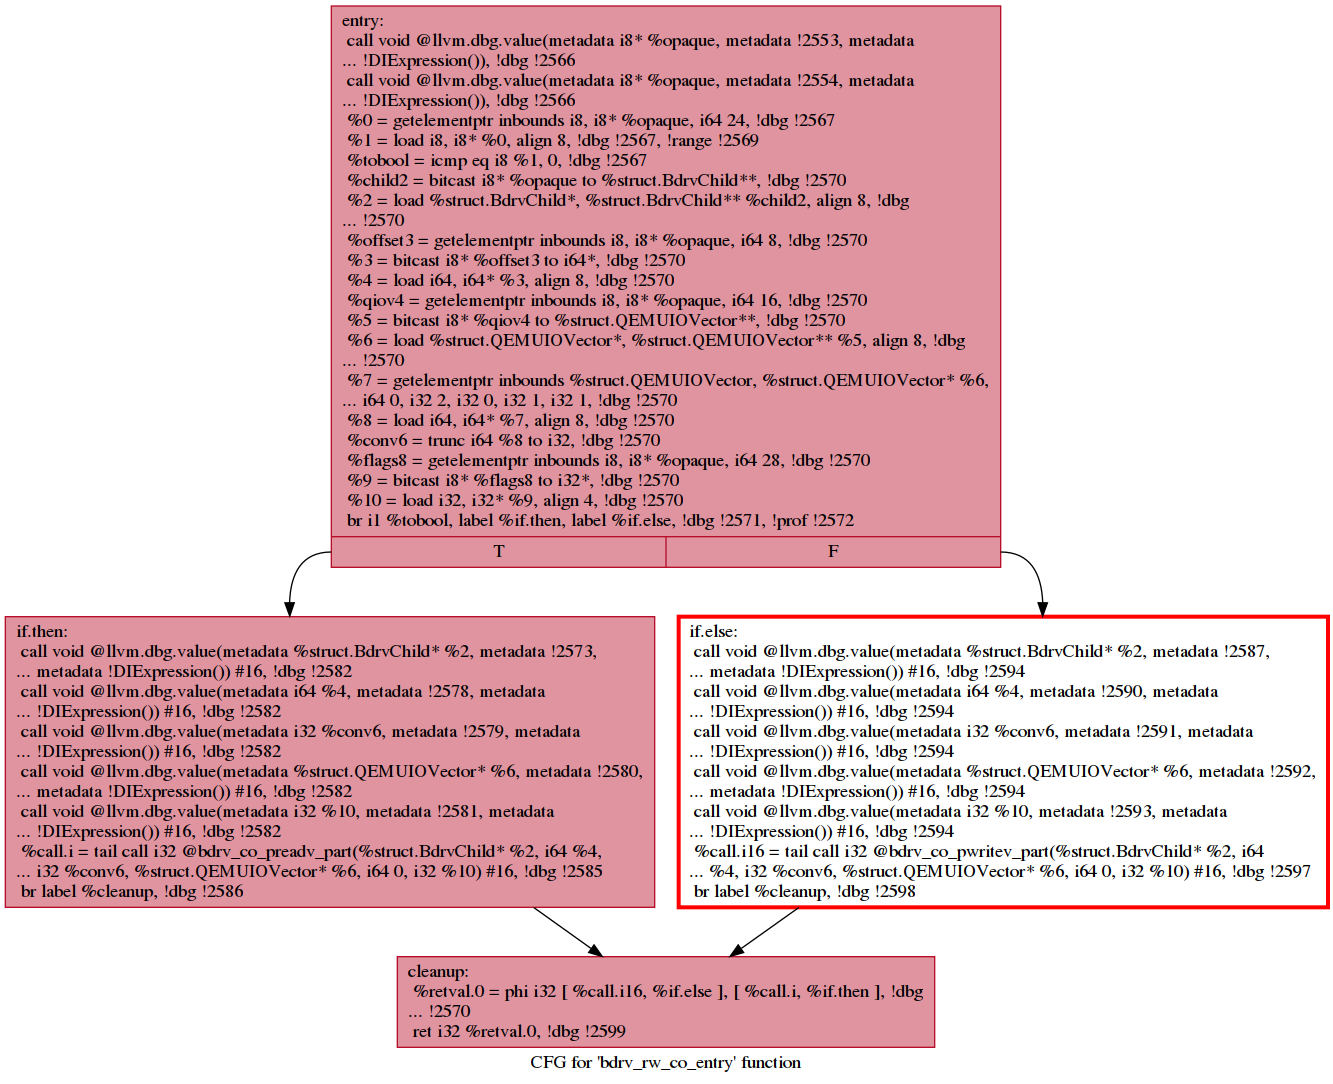 entry:
call void @llvm.dbg.value(metadata i8* %opaque, metadata !2553, metadata
... !DIExpression()), !dbg !2566
call void @llvm.dbg.value(metadata i8* %opaque, metadata !2554, metadata
... !DIExpression()), !dbg !2566
%0 = getelementptr inbounds i8, i8* %opaque, i64 24, !dbg !2567
%1 = load i8, i8* %0, align 8, !dbg !2567, !range !2569
%tobool = icmp eq i8 %1, 0, !dbg !2567
%child2 = bitcast i8* %opaque to %struct.BdrvChild**, !dbg !2570
%2 = load %struct.BdrvChild*, %struct.BdrvChild** %child2, align 8, !dbg
... !2570
%offset3 = getelementptr inbounds i8, i8* %opaque, i64 8, !dbg !2570
%3 = bitcast i8* %offset3 to i64*, !dbg !2570
%4 = load i64, i64* %3, align 8, !dbg !2570
%qiov4 = getelementptr inbounds i8, i8* %opaque, i64 16, !dbg !2570
%5 = bitcast i8* %qiov4 to %struct.QEMUIOVector**, !dbg !2570
%6 = load %struct.QEMUIOVector*, %struct.QEMUIOVector** %5, align 8, !dbg
... !2570
%7 = getelementptr inbounds %struct.QEMUIOVector, %struct.QEMUIOVector* %6,
... i64 0, i32 2, i32 0, i32 1, i32 1, !dbg !2570
%8 = load i64, i64* %7, align 8, !dbg !2570
%conv6 = trunc i64 %8 to i32, !dbg !2570
%flags8 = getelementptr inbounds i8, i8* %opaque, i64 28, !dbg !2570
%9 = bitcast i8* %flags8 to i32*, !dbg !2570
%10 = load i32, i32* %9, align 4, !dbg !2570
br i1 %tobool, label %if.then, label %if.else, !dbg !2571, !prof !2572
T
F
if.then:
call void @llvm.dbg.value(metadata %struct.BdrvChild* %2, metadata !2573,
... metadata !DIExpression()) #16, !dbg !2582
call void @llvm.dbg.value(metadata i64 %4, metadata !2578, metadata
... !DIExpression()) #16, !dbg !2582
call void @llvm.dbg.value(metadata i32 %conv6, metadata !2579, metadata
... !DIExpression()) #16, !dbg !2582
call void @llvm.dbg.value(metadata %struct.QEMUIOVector* %6, metadata !2580,
... metadata !DIExpression()) #16, !dbg !2582
call void @llvm.dbg.value(metadata i32 %10, metadata !2581, metadata
... !DIExpression()) #16, !dbg !2582
%call.i = tail call i32 @bdrv_co_preadv_part(%struct.BdrvChild* %2, i64 %4,
... i32 %conv6, %struct.QEMUIOVector* %6, i64 0, i32 %10) #16, !dbg !2585
br label %cleanup, !dbg !2586
if.else:
call void @llvm.dbg.value(metadata %struct.BdrvChild* %2, metadata !2587,
... metadata !DIExpression()) #16, !dbg !2594
call void @llvm.dbg.value(metadata i64 %4, metadata !2590, metadata
... !DIExpression()) #16, !dbg !2594
call void @llvm.dbg.value(metadata i32 %conv6, metadata !2591, metadata
... !DIExpression()) #16, !dbg !2594
call void @llvm.dbg.value(metadata %struct.QEMUIOVector* %6, metadata !2592,
... metadata !DIExpression()) #16, !dbg !2594
call void @llvm.dbg.value(metadata i32 %10, metadata !2593, metadata
... !DIExpression()) #16, !dbg !2594
%call.i16 = tail call i32 @bdrv_co_pwritev_part(%struct.BdrvChild* %2, i64
... %4, i32 %conv6, %struct.QEMUIOVector* %6, i64 0, i32 %10) #16, !dbg !2597
br label %cleanup, !dbg !2598
cleanup:
%retval.0 = phi i32 [ %call.i16, %if.else ], [ %call.i, %if.then ], !dbg
... !2570
ret i32 %retval.0, !dbg !2599
CFG for 'bdrv_rw_co_entry' function